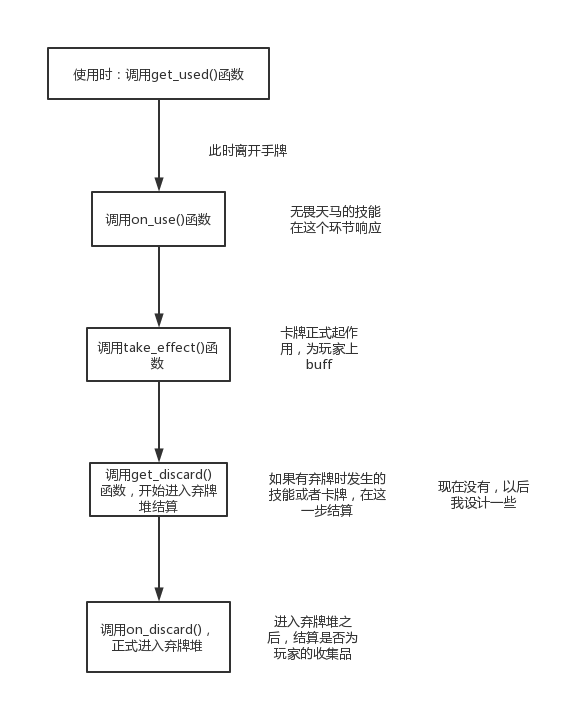 使用时：调用get_used()函数
此时离开手牌
调用on_use()函数
无畏天马的技能
在这个环节响应
调用take_effect()函
数
卡牌正式起作
用，为玩家上
buff
调用get_discard()
函数，开始进入弃牌
堆结算
如果有弃牌时发生的
技能或者卡牌，在这
一步结算
现在没有，以后
我设计一些
调用on_discard()，
正式进入弃牌堆
进入弃牌堆之
后，结算是否为
玩家的收集品